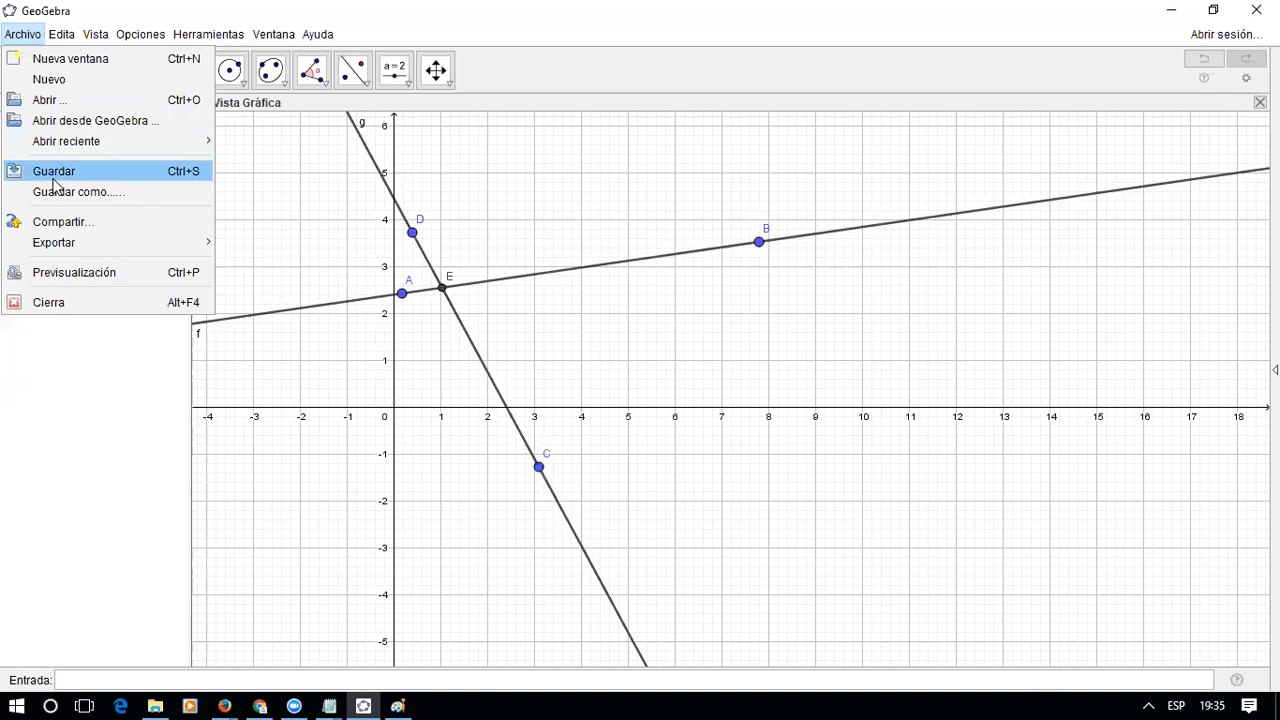 GeoGebra
Archivo Edita Vista Opciones Herramientas Ventana Ayuda Abrir sesión...
Nueva ventana Ctrl+N
Nuevo
Abrir ... Ctrl+O
Abrir desde GeoGebra ...
Abrir reciente
Guardar Ctrl+S
Guardar como......
Compartir...
Exportar
Previsualización Ctrl+P
Cierra Alt+F4
a=2
Vista Gráfica
g
6
5
4
3
2
1
0
-1
-2
-3
-4
-5
D
B
A
E
f
C
-4 -3 -2 -1 0 1 2 3 4 5 6 7 8 9 10 11 12 13 14 15 16 17 18
Entrada:
ESP 19:35